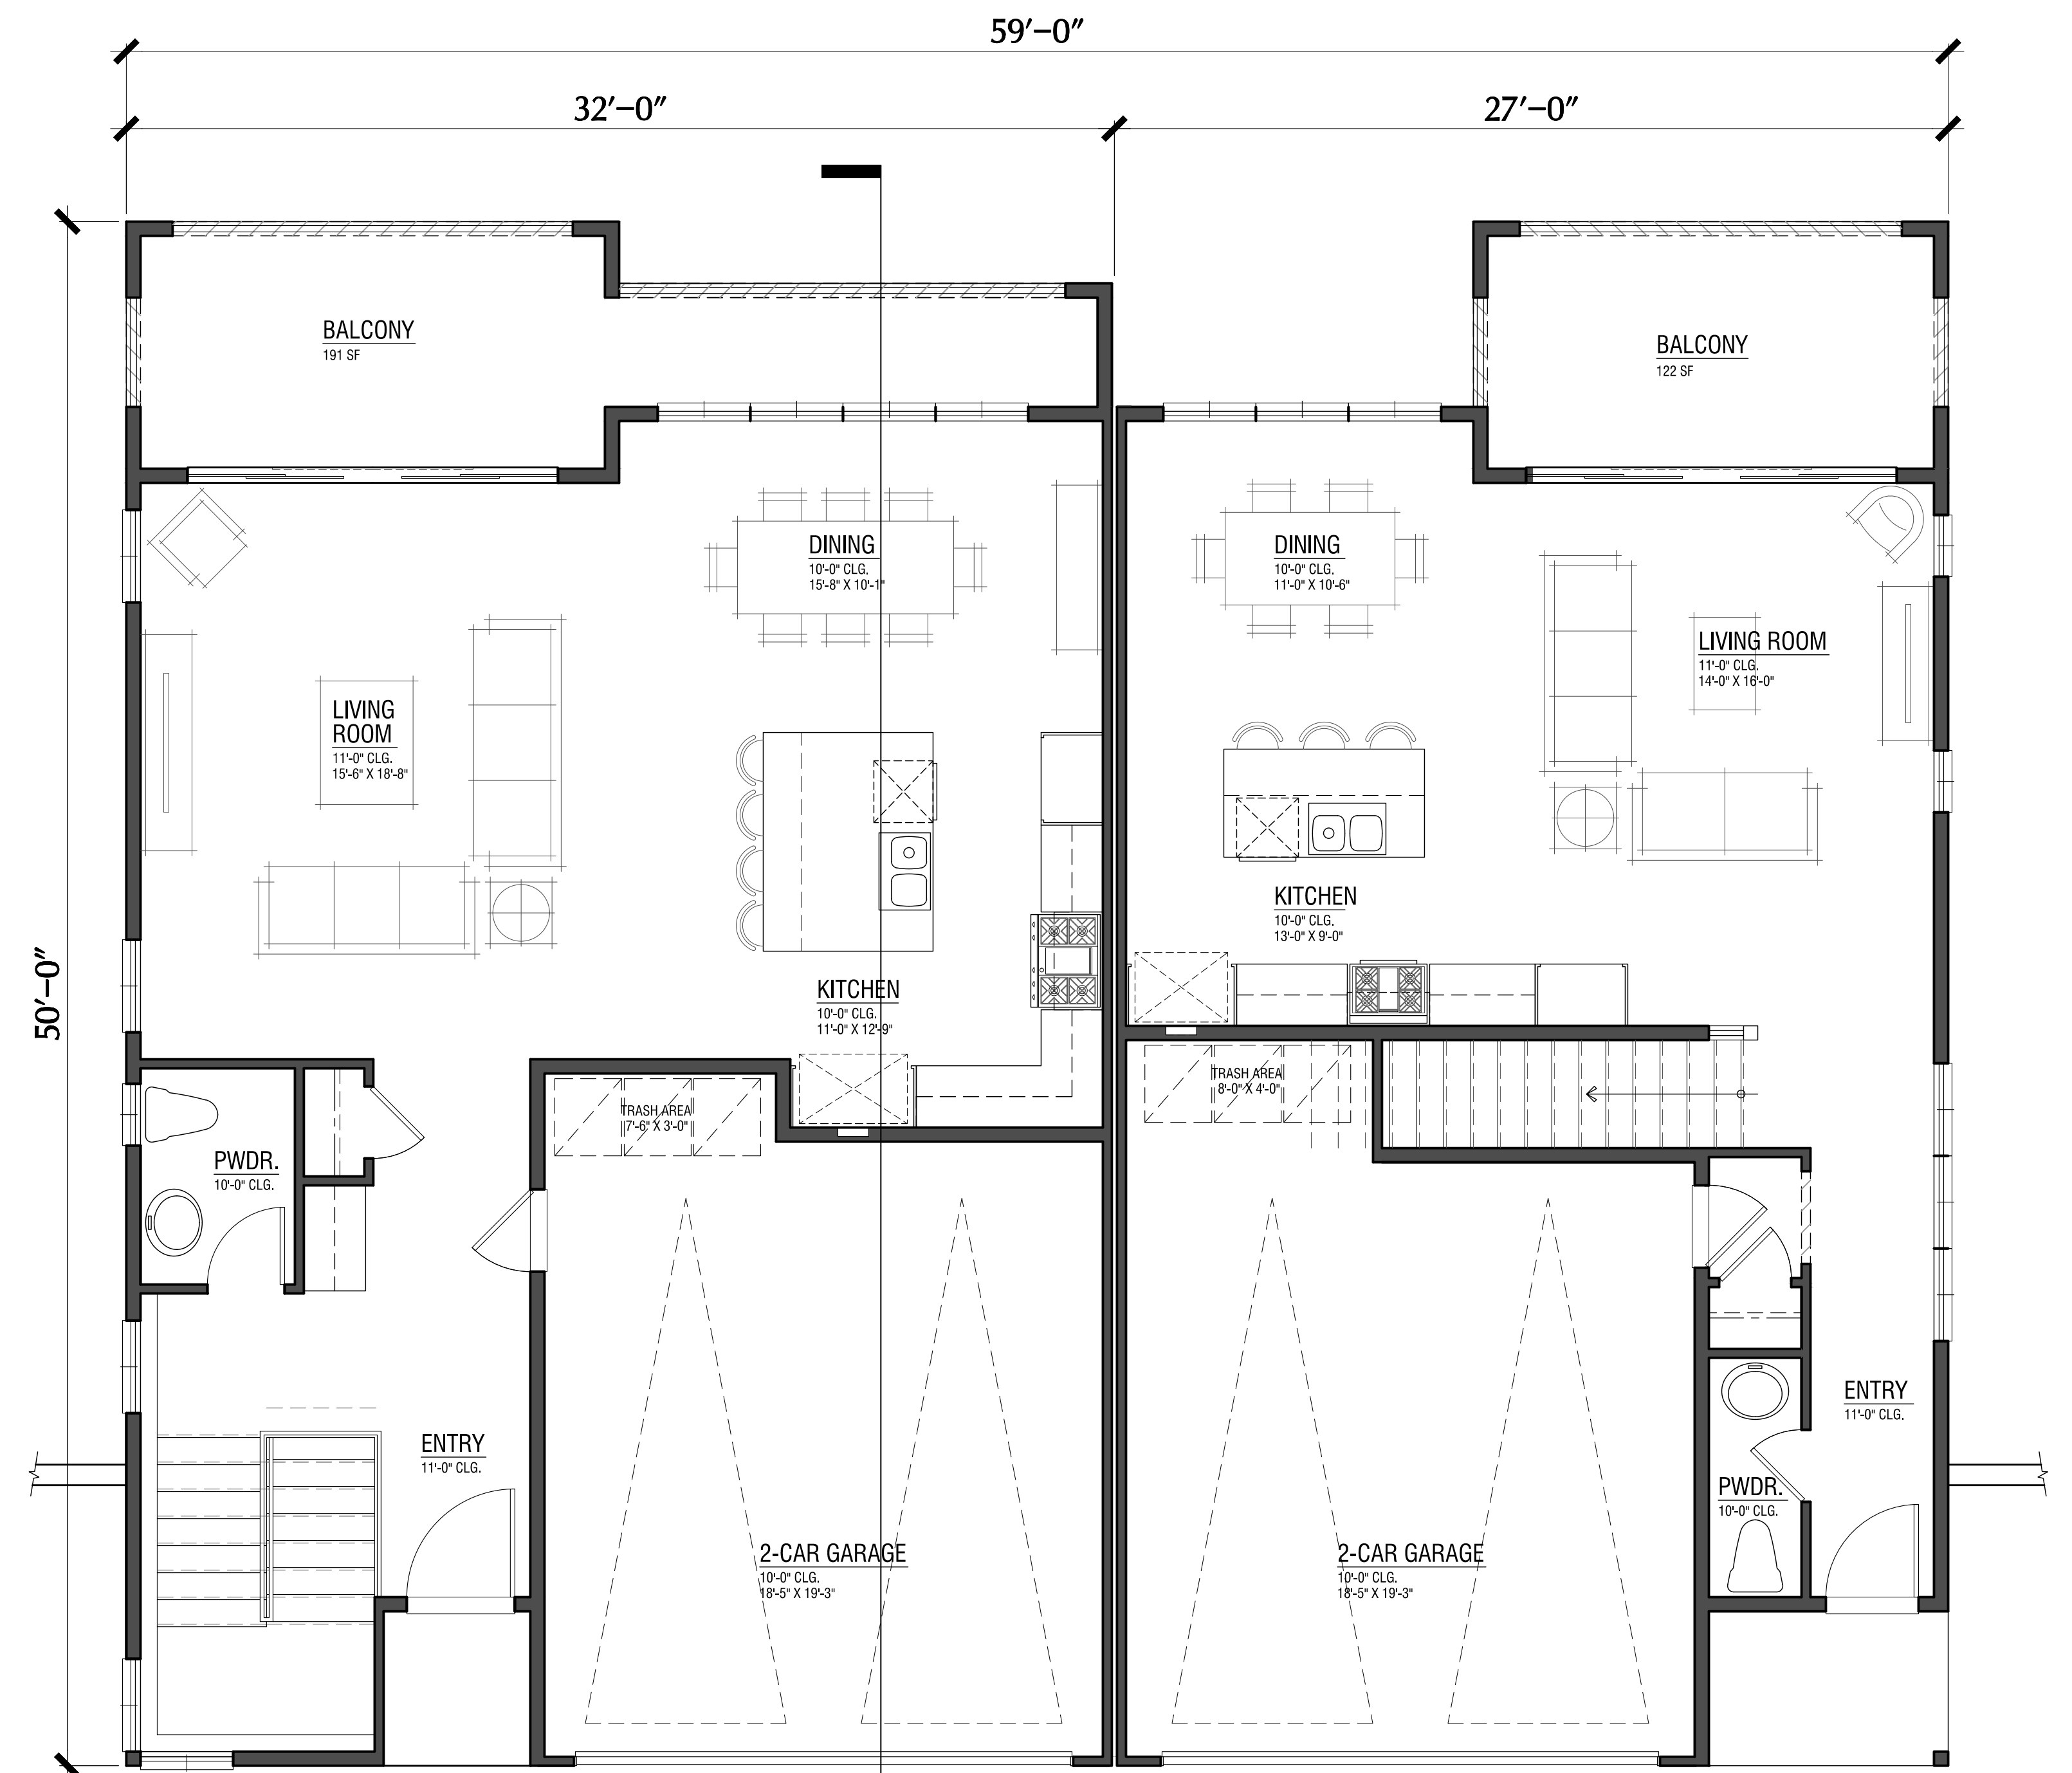 59′–0″
32′–0″
27′–0″
50′–0″
BALCONY
191 SF
BALCONY
122 SF
DINING
10'-0" CLG.
15'-8" X 10'-1"
DINING
10'-0" CLG.
11'-0" X 10'-6"
LIVING ROOM
11'-0" CLG.
14'-0" X 16'-0"
LIVING
ROOM
11'-0" CLG.
15'-6" X 18'-8"
KITCHEN
10'-0" CLG.
13'-0" X 9'-0"
KITCHEN
10'-0" CLG.
11'-0" X 12'-9"
TRASH AREA
7'-6" X 3'-0"
TRASH AREA
8'-0" X 4'-0"
PWDR.
10'-0" CLG.
ENTRY
11'-0" CLG.
ENTRY
11'-0" CLG.
PWDR.
10'-0" CLG.
2-CAR GARAGE
10'-0" CLG.
18'-5" X 19'-3"
2-CAR GARAGE
10'-0" CLG.
18'-5" X 19'-3"